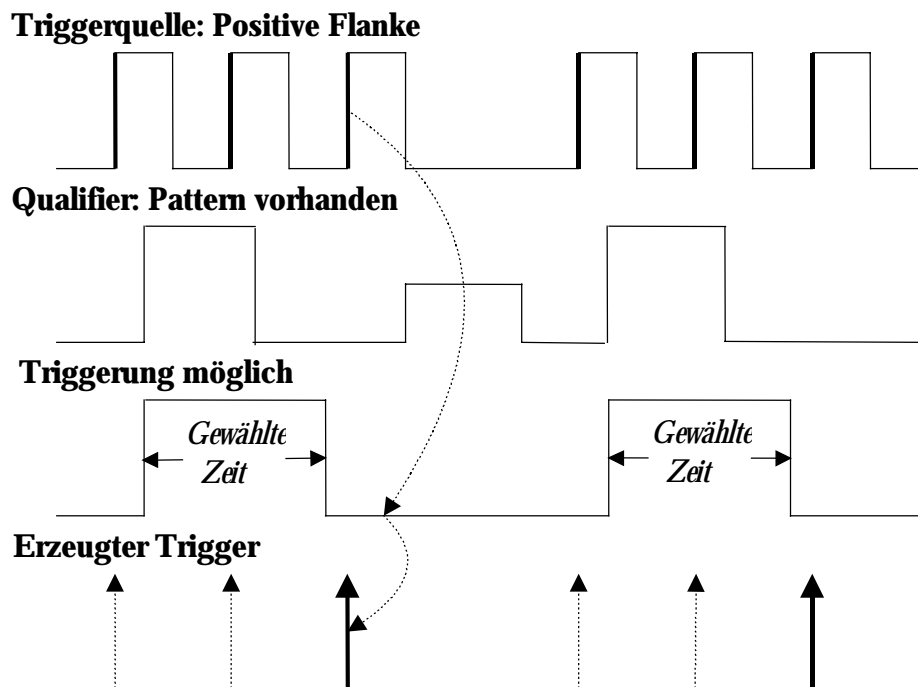 Triggerquelle: Positive Flanke
Qualifier: Pattern vorhanden
Triggerung möglich
Gewählte
Zeit
Gewählte
Zeit
Erzeugter Trigger